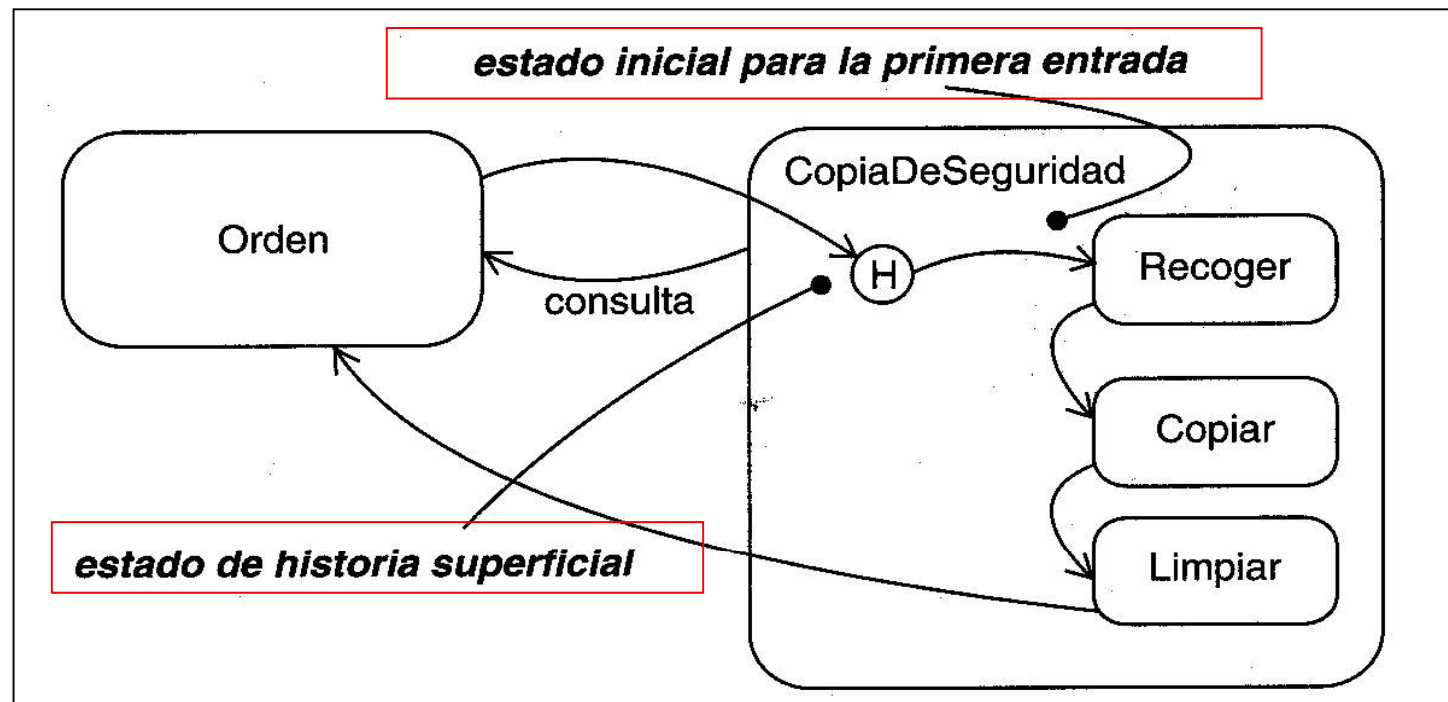 estado inicial para la primera entrada
CopiaDeSeguridad
Orden
H
Recoger
consulta
Copiar
estado de historia superficial
Limpiar